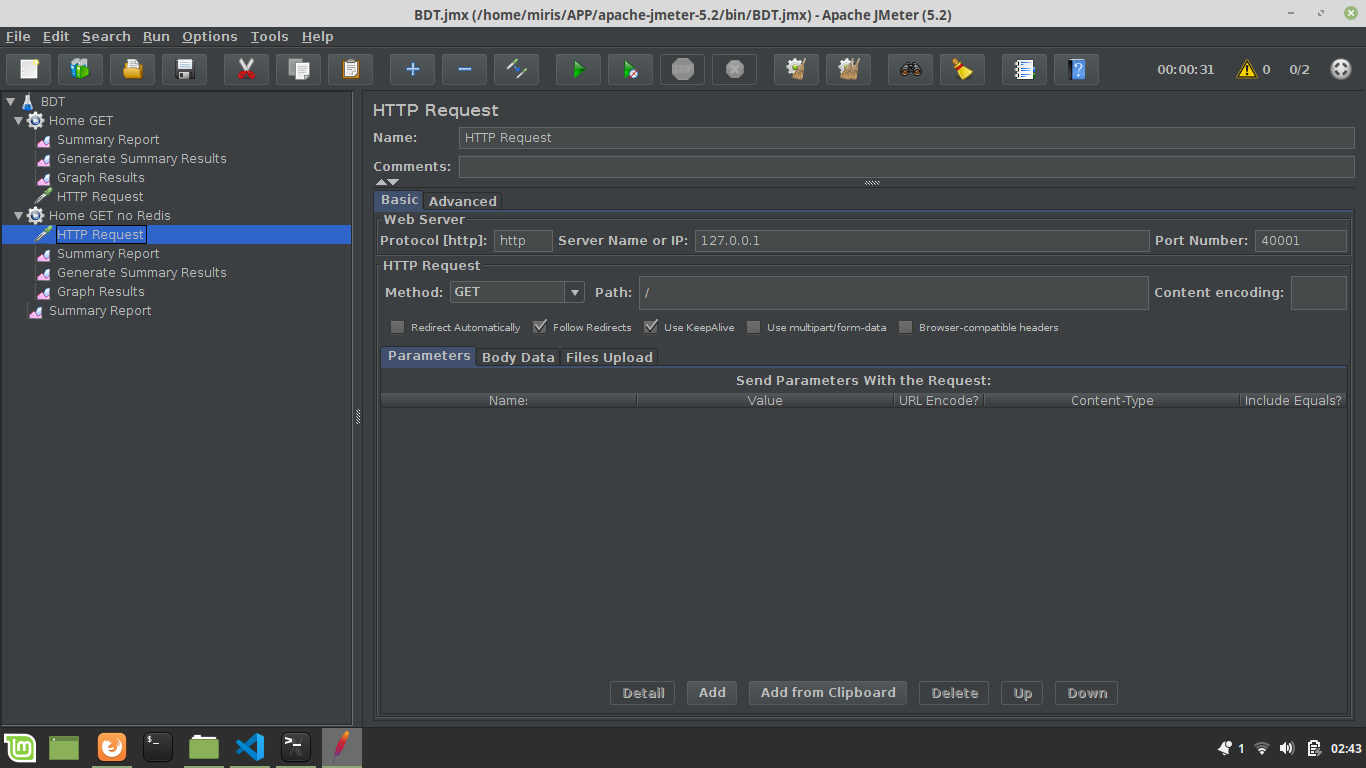 BDT.jmx (/home/miris/APP/apache-jmeter-5.2/bin/BDT.jmx) - Apache JMeter (5.2)
File Edit Search Run Options Tools Help
STOP
00:00:31 0 0/2
BDT
Home GET
Summary Report
Generate Summary Results
Graph Results
HTTP Request
Home GET no Redis
HTTP Request
Summary Report
Generate Summary Results
Graph Results
Summary Report
HTTP Request
Name: HTTP Request
Comments:
Basic Advanced
Web Server
Protocol [http]: http Server Name or IP: 127.0.0.1 Port Number: 40001
HTTP Request
Method: GET Path: / Content encoding:
Redirect Automatically Follow Redirects Use KeepAlive Use multipart/form-data Browser-compatible headers
Parameters Body Data Files Upload
Send Parameters With the Request:
Name: Value URL Encode? Content-Type Include Equals?
Detail Add Add from Clipboard Delete Up Down
1 02:43